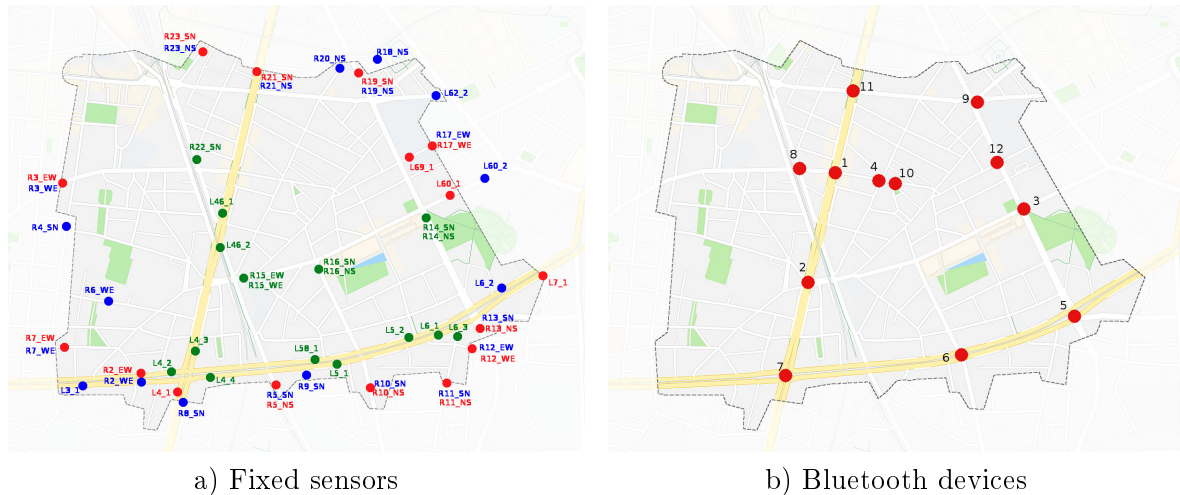 R23_SN
R23_NS
R21_SN
R21_NS
R20_NS
R18_NS
R19_SN
R19_NS
L62_2
R17_EW
R17_WE
L69_1
L60_2
L60_1
R22_SN
R3_EW
R3_WE
R4_SN
L46_1
L46_2
R14_SN
R14_NS
R16_SN
R16_NS
R15_EW
R15_WE
L7_1
L6_2
R6_WE
R13_SN
R13_NS
R7_EW
R7_WE
L4_3
L5_2
L6_1
L6_3
R12_EW
R12_WE
L58_1
L5_1
L4_2
R2_EW
R2_WE
L3_1
L4_4
L4_1
R8_SN
R5_SN
R5_NS
R9_SN
R10_SN
R10_NS
R11_SN
R11_NS
a) Fixed sensors
11
9
8
1
4
10
12
3
2
5
6
7
b) Bluetooth devices